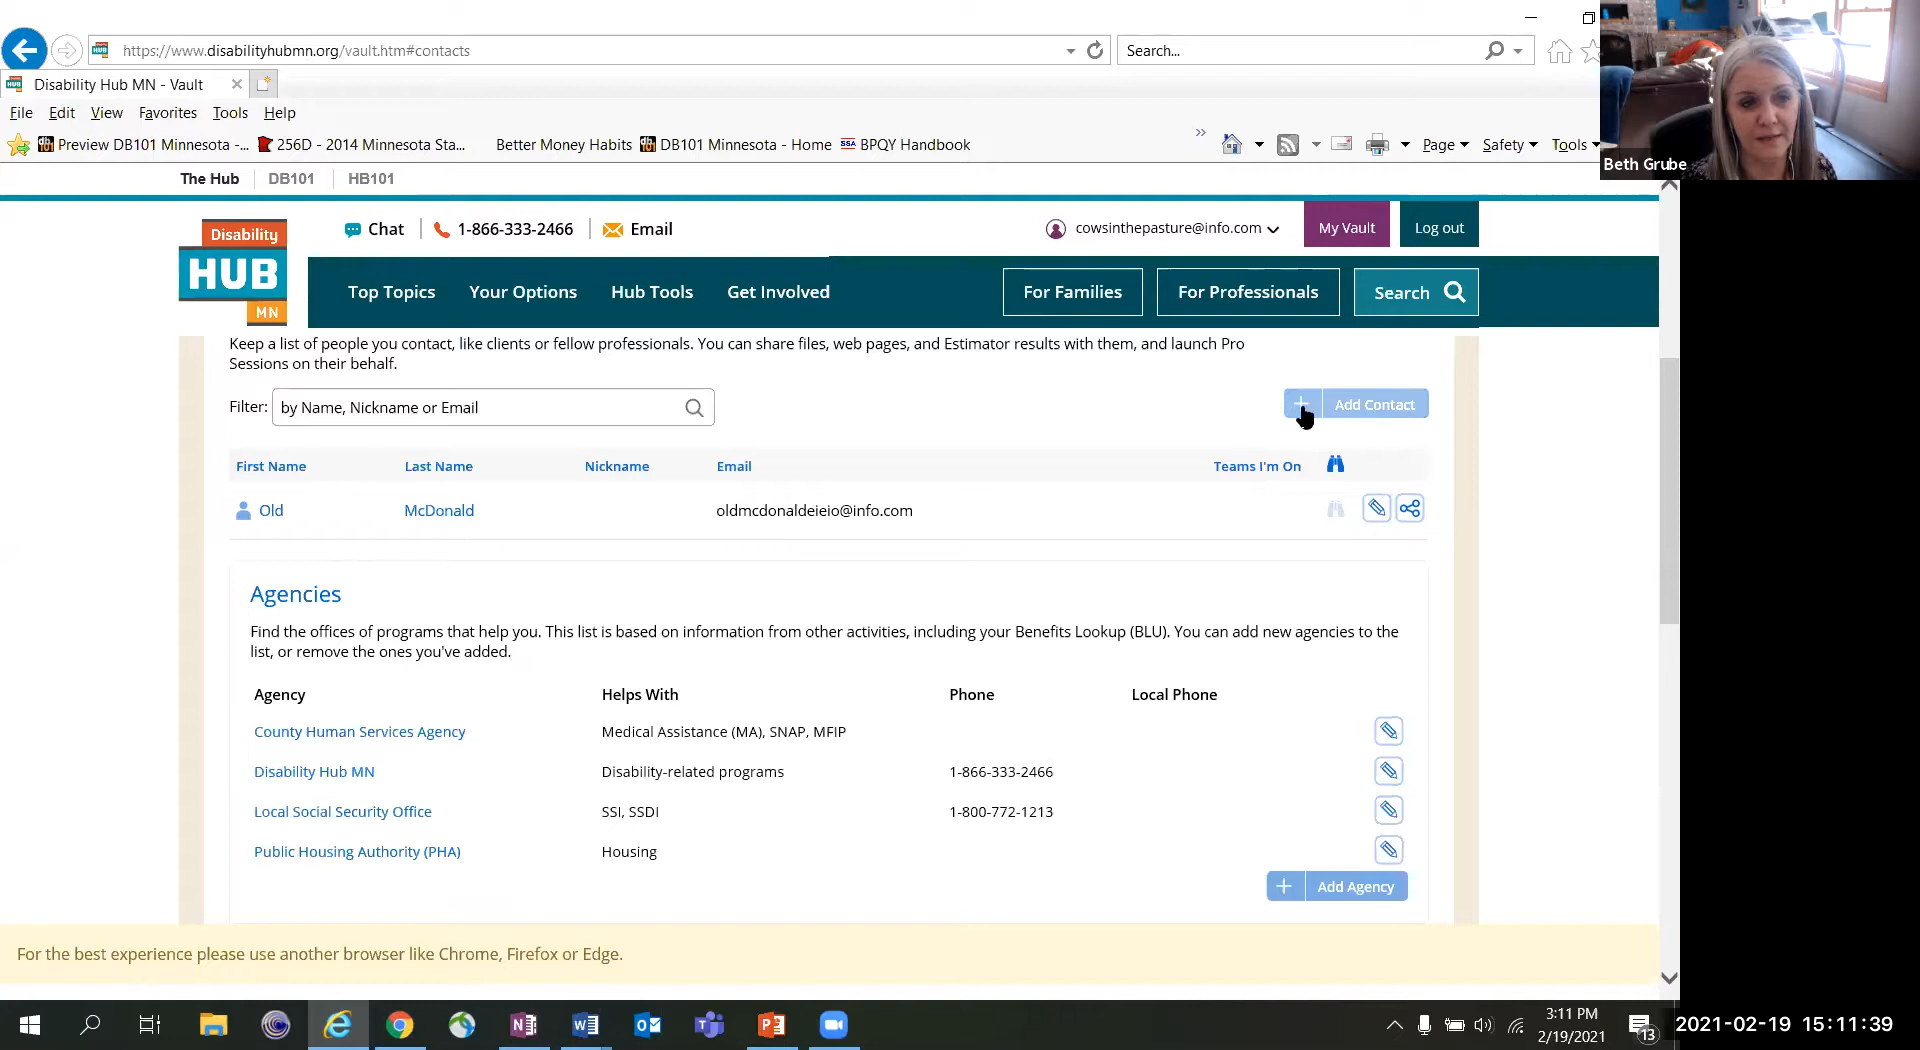 https://www.disabilityhubmn.org/vault.htm#contacts
Search...
Disability Hub MN - Vault
File Edit View Favorites Tools Help
Preview DB101 Minnesota -... 256D - 2014 Minnesota Sta... Better Money Habits DB101 Minnesota - Home SSA BPQY Handbook
Page Safety Tools
Beth Grube
The Hub DB101 HB101
Chat 1-866-333-2466 Email
cowsinthepasture@info.com My Vault Log out
Disability
HUB
MN
Top Topics Your Options Hub Tools Get Involved For Families For Professionals Search
Keep a list of people you contact, like clients or fellow professionals. You can share files, web pages, and Estimator results with them, and launch Pro
Sessions on their behalf.
Filter: by Name, Nickname or Email
Add Contact
First Name Last Name Nickname Email Teams I'm On
Old McDonald oldmcdonaldeieio@info.com
Agencies
Find the offices of programs that help you. This list is based on information from other activities, including your Benefits Lookup (BLU). You can add new agencies to the
list, or remove the ones you've added.
Agency Helps With Phone Local Phone
County Human Services Agency Medical Assistance (MA), SNAP, MFIP
Disability Hub MN Disability-related programs 1-866-333-2466
Local Social Security Office SSI, SSDI 1-800-772-1213
Public Housing Authority (PHA) Housing
Add Agency
For the best experience please use another browser like Chrome, Firefox or Edge.
3:11 PM
2/19/2021
13
2021-02-19 15:11:39